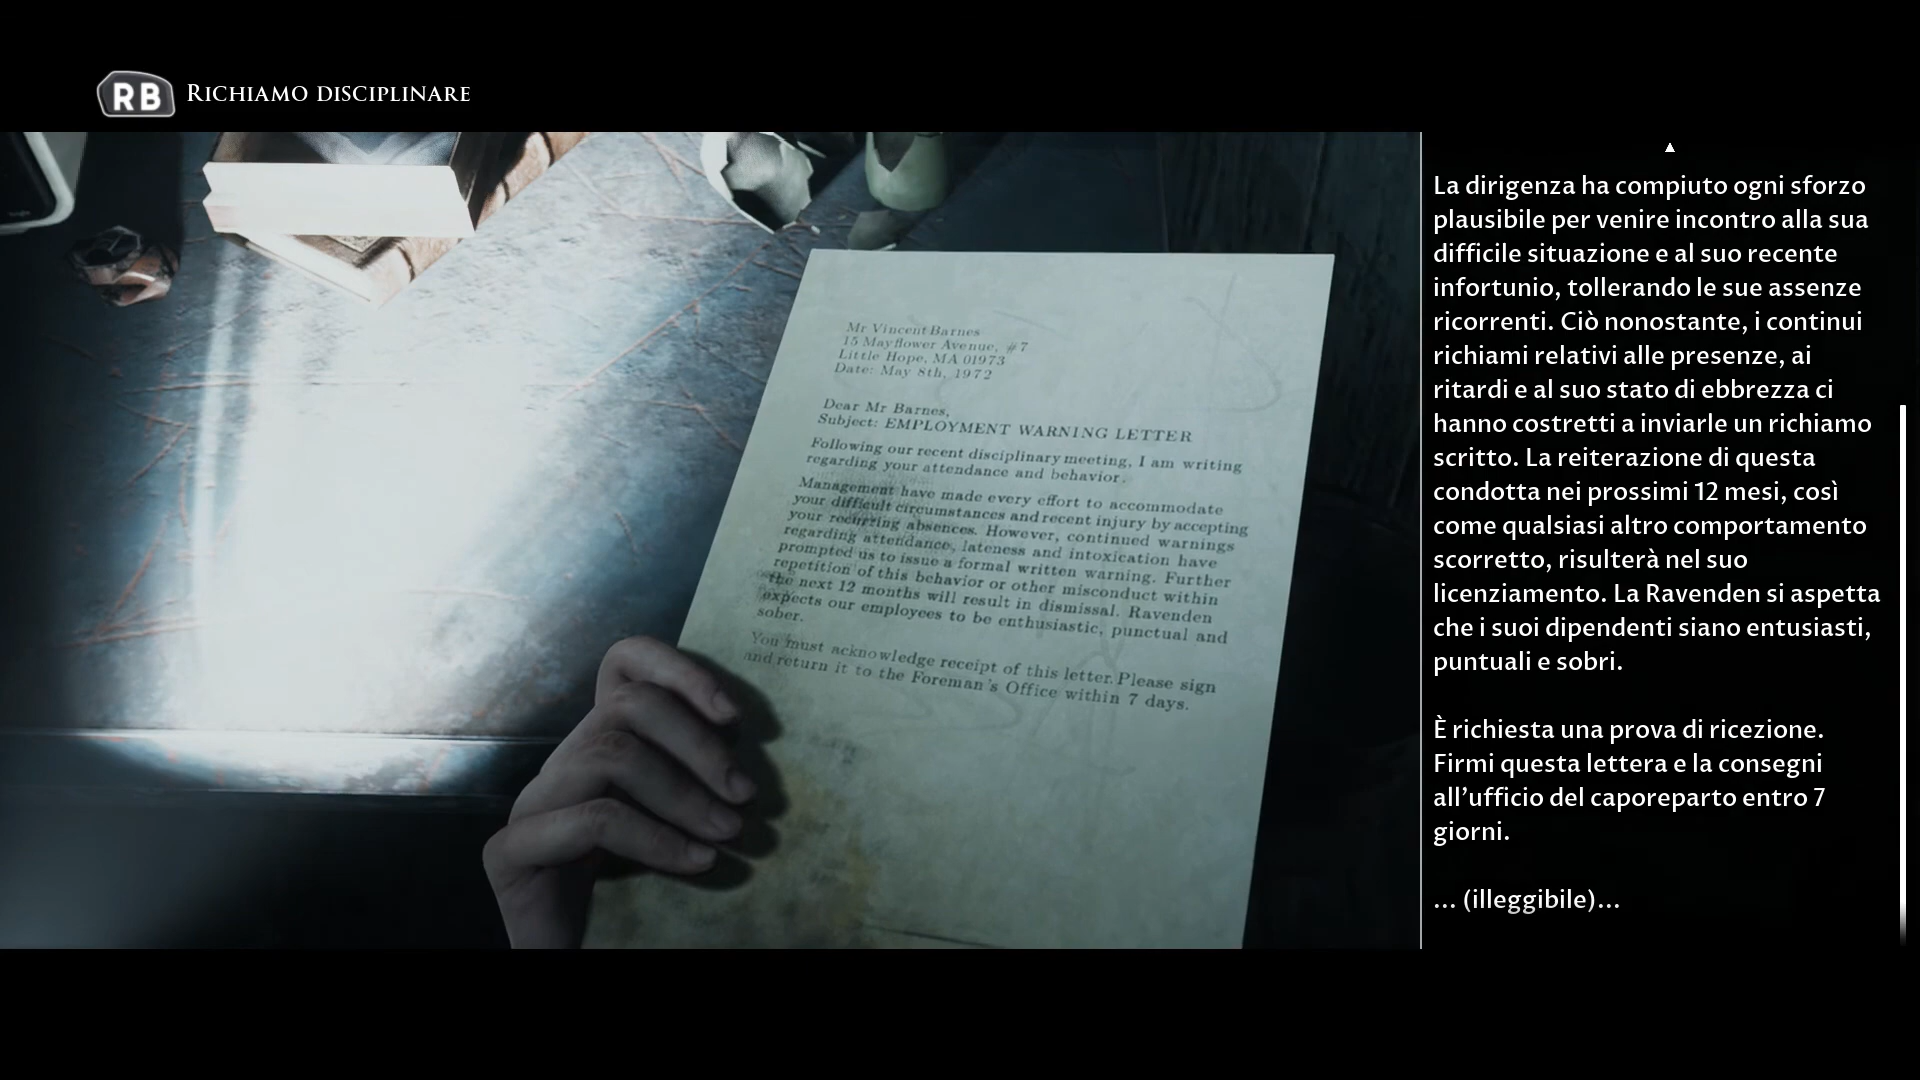 RB RICHIAMO DISCIPLINARE
Mr Vincent Barnes
15 Mayflower Avenue, #7
Little Hope, MA 01973
Date: May 8th, 1972
Dear Mr Barnes,
Subject: EMPLOYMENT WARNING LETTER
Following our recent disciplinary meeting, I am writing
regarding your attendance and behavior.
Management have made every effort to accommodate
your difficult circumstances and recent injury by accepting
your recurring absences. However, continued warnings
regarding attendance, lateness and intoxication have
prompted us to issue a formal written warning. Further
repetition of this behavior or other misconduct within
the next 12 months will result in dismissal. Ravenden
expects our employees to be enthusiastic, punctual and
sober.
You must acknowledge receipt of this letter. Please sign
and return it to the Foreman's Office within 7 days.
La dirigenza ha compiuto ogni sforzo
plausibile per venire incontro alla sua
difficile situazione e al suo recente
infortunio, tollerando le sue assenze
ricorrenti. Ciò nonostante, i continui
richiami relativi alle presenze, ai
ritardi e al suo stato di ebbrezza ci
hanno costretti a inviarle un richiamo
scritto. La reiterazione di questa
condotta nei prossimi 12 mesi, così
come qualsiasi altro comportamento
scorretto, risulterà nel suo
licenziamento. La Ravenden si aspetta
che i suoi dipendenti siano entusiasti,
puntuali e sobri.
È richiesta una prova di ricezione.
Firmi questa lettera e la consegni
all'ufficio del caporeparto entro 7
giorni.
... (illeggibile)...